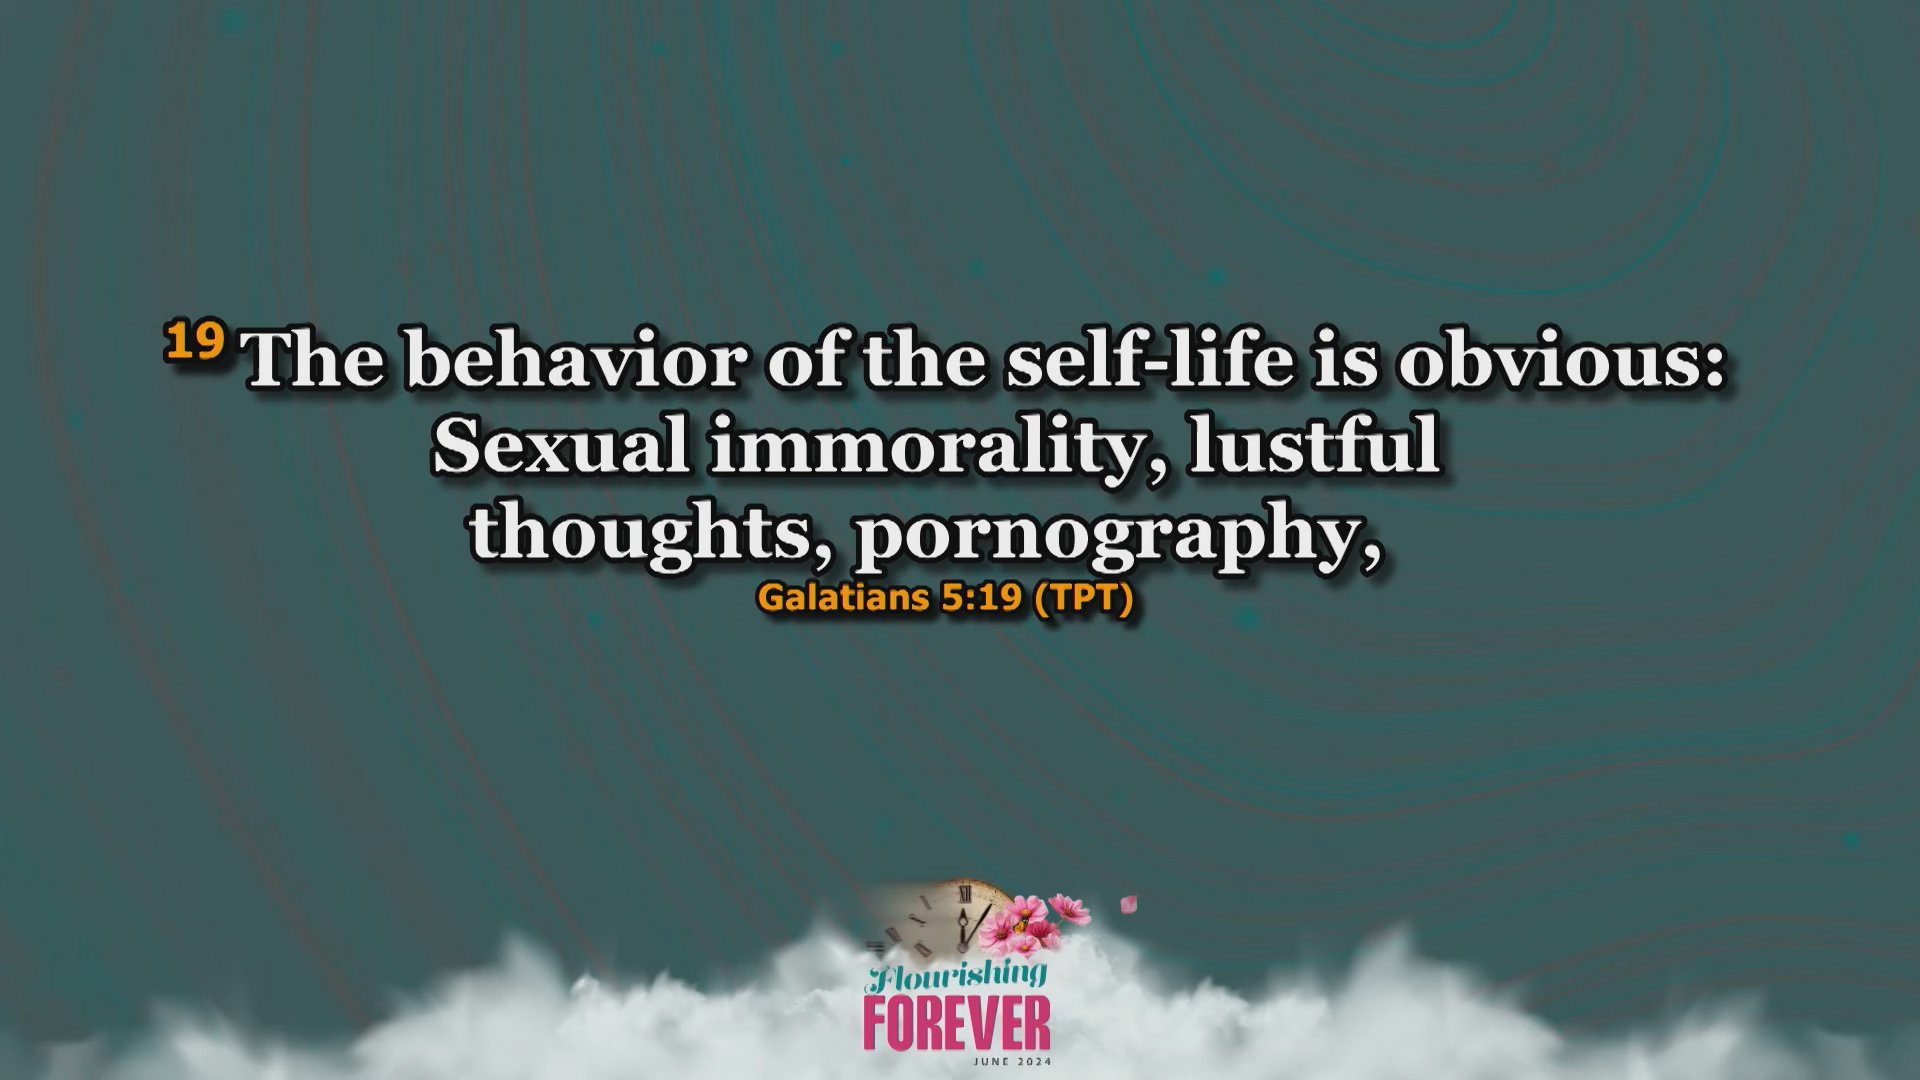 19 The behavior of the self-life is obvious:
Sexual immorality, lustful
thoughts, pornography,
Galatians 5:19 (TPT)
XII
Flourishing
FOREVER
JUNE 2024